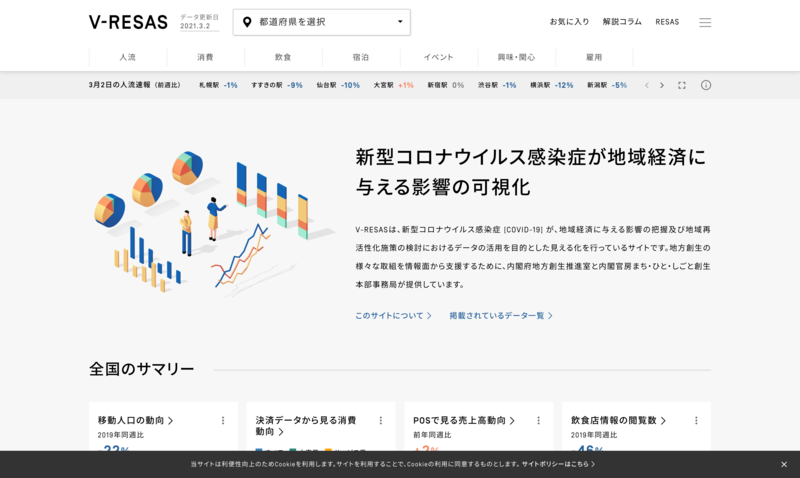 V-RESAS
データ更新日
2021.3.2
都道府県を選択
お気に入り 解説コラム RESAS
人流 消費 飲食 宿泊 イベント 興味・関心 雇用
3月2日の人流速報（前週比） 札幌駅 -1% すすきの駅 -9% 仙台駅 -10% 大宮駅 +1% 新宿駅 0% 渋谷駅 -1% 横浜駅 -12% 新潟駅 -5%
新型コロナウイルス感染症が地域経済に
与える影響の可視化
V-RESASは、新型コロナウイルス感染症 [COVID-19] が、地域経済に与える影響の把握及び地域再
活性化施策の検討におけるデータの活用を目的とした見える化を行っているサイトです。地方創生の
様々な取組を情報面から支援するために、内閣府地方創生推進室と内閣官房まち・ひと・しごと創生
本部事務局が提供しています。
このサイトについて 掲載されているデータ一覧
全国のサマリー
移動人口の動向
2019年同週比
決済データから見る消費
動向
POSで見る売上高動向
前年同週比
飲食店情報の閲覧数
2019年同週比
当サイトは利便性向上のためCookieを利用します。サイトを利用することで、Cookieの利用に同意するものとします。 サイトポリシーはこちら